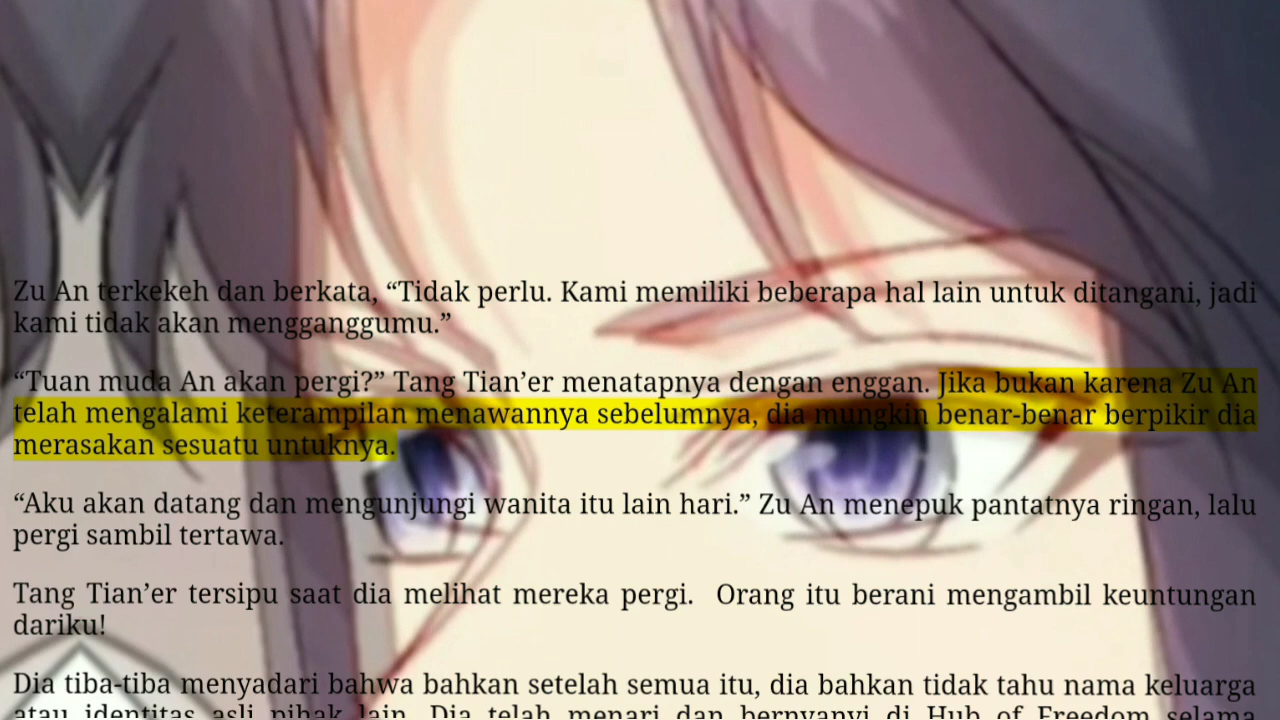 Zu An terkekeh dan berkata, “Tidak perlu. Kami memiliki beberapa hal lain untuk ditangani, jadi
kami tidak akan mengganggumu.”
“Tuan muda An akan pergi?” Tang Tian’er menatapnya dengan enggan. Jika bukan karena Zu An
telah mengalami keterampilan menawannya sebelumnya, dia mungkin benar-benar berpikir dia
merasakan sesuatu untuknya.
“Aku akan datang dan mengunjungi wanita itu lain hari.” Zu An menepuk pantatnya ringan, lalu
pergi sambil tertawa.
Tang Tian’er tersipu saat dia melihat mereka pergi.  Orang itu berani mengambil keuntungan
dariku!
Dia tiba-tiba menyadari bahwa bahkan setelah semua itu, dia bahkan tidak tahu nama keluarga
atau identitas asli pihak lain. Dia telah menari dan bernyanyi di Hub of Freedom selama